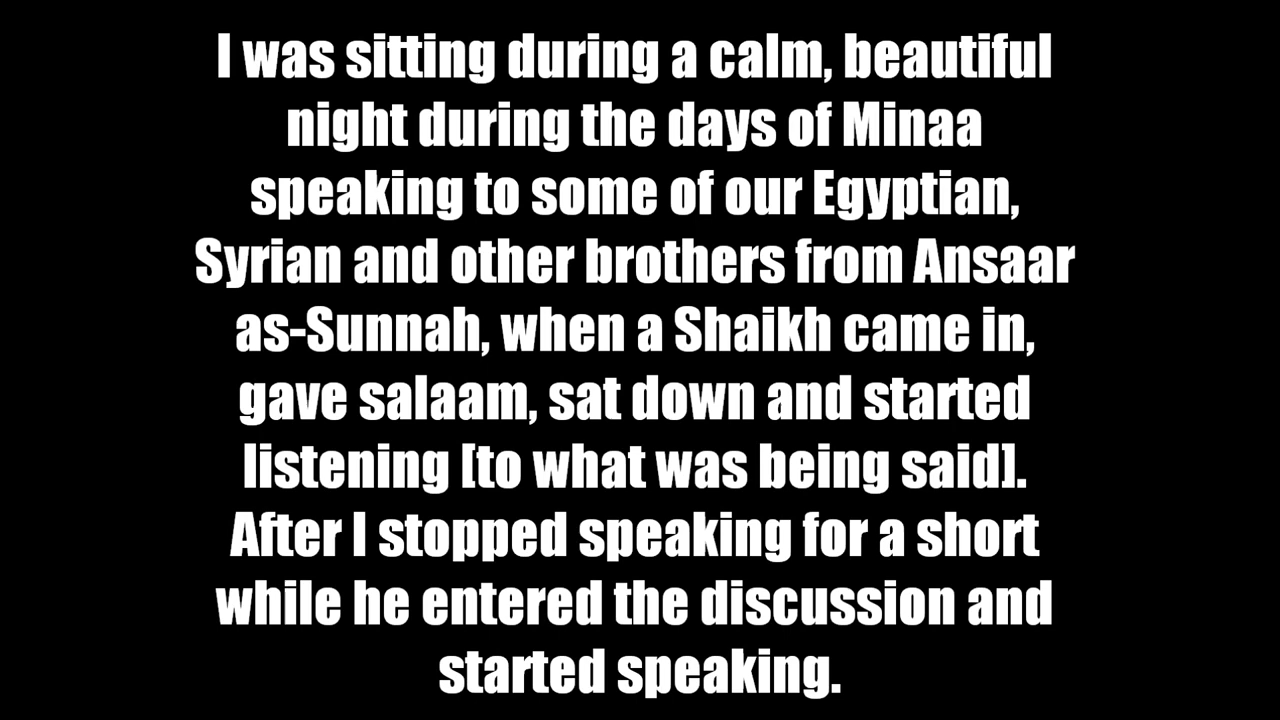 I was sitting during a calm, beautiful
night during the days of Minaa
speaking to some of our Egyptian,
Syrian and other brothers from Ansaar
as-Sunnah, when a Shaikh came in,
gave salaam, sat down and started
listening [to what was being said].
After I stopped speaking for a short
while he entered the discussion and
started speaking.